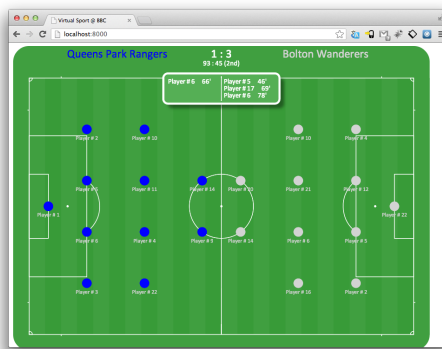 Virtual Sport @ BBC
localhost:8000
Queens Park Rangers 1 : 3 Bolton Wanderers
93 : 45 (2nd)
Player # 6 66' Player # 5 46'
Player # 17 69'
Player # 6 78'
Player # 2 Player # 10 Player # 10 Player # 4
Player # 11 Player # 14 Player # 21 Player # 12
Player # 1 Player # 22
Player # 6 Player # 4 Player # 9 Player # 14 Player # 6 Player # 5
Player # 3 Player # 22 Player # 18 Player # 2